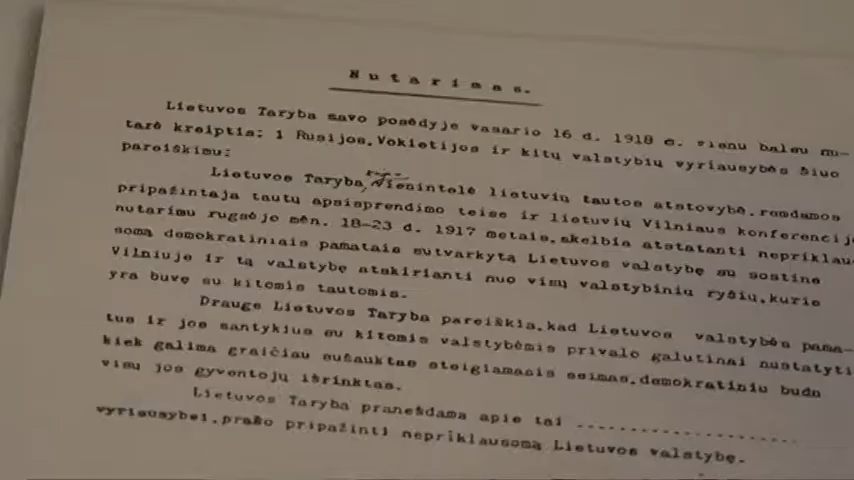 Nutarimas.
Lietuvos Taryba savo posėdyje vasario 16 d. 1918 m. vienu balsu nu-
tarė kreiptis: į Rusijos, Vokietijos ir kitų valstybių vyriausybės šiuo
pareiškimu:
Lietuvos Taryba, kaip vienintelė lietuvių tautos atstovybė, remdamos
pripažintaja tautų apsisprendimo teise ir lietuvių Vilniaus konferencijo
nutarimu rugsėjo mėn. 18-23 d. 1917 metais, skelbia atstatanti nepriklau
somą demokratiniais pamatais sutvarkytą Lietuvos valstybę su sostine
Vilniuje ir tą valstybę atskirianti nuo visų valstybinių ryšių, kurie
yra buvę su kitomis tautomis.
Drauge Lietuvos Taryba pareiškia, kad Lietuvos valstybės pama-
tus ir jos santykius su kitomis valstybėmis privalo galutinai nustatyti
kiek galima graičiau sušauktas steigiamasis seimas, demokratiniu budu
visų jos gyventojų išrinktas.
Lietuvos Taryba pranešdama apie tai --------------------
vyriausybei, prašo pripažinti nepriklausomą Lietuvos valstybę.